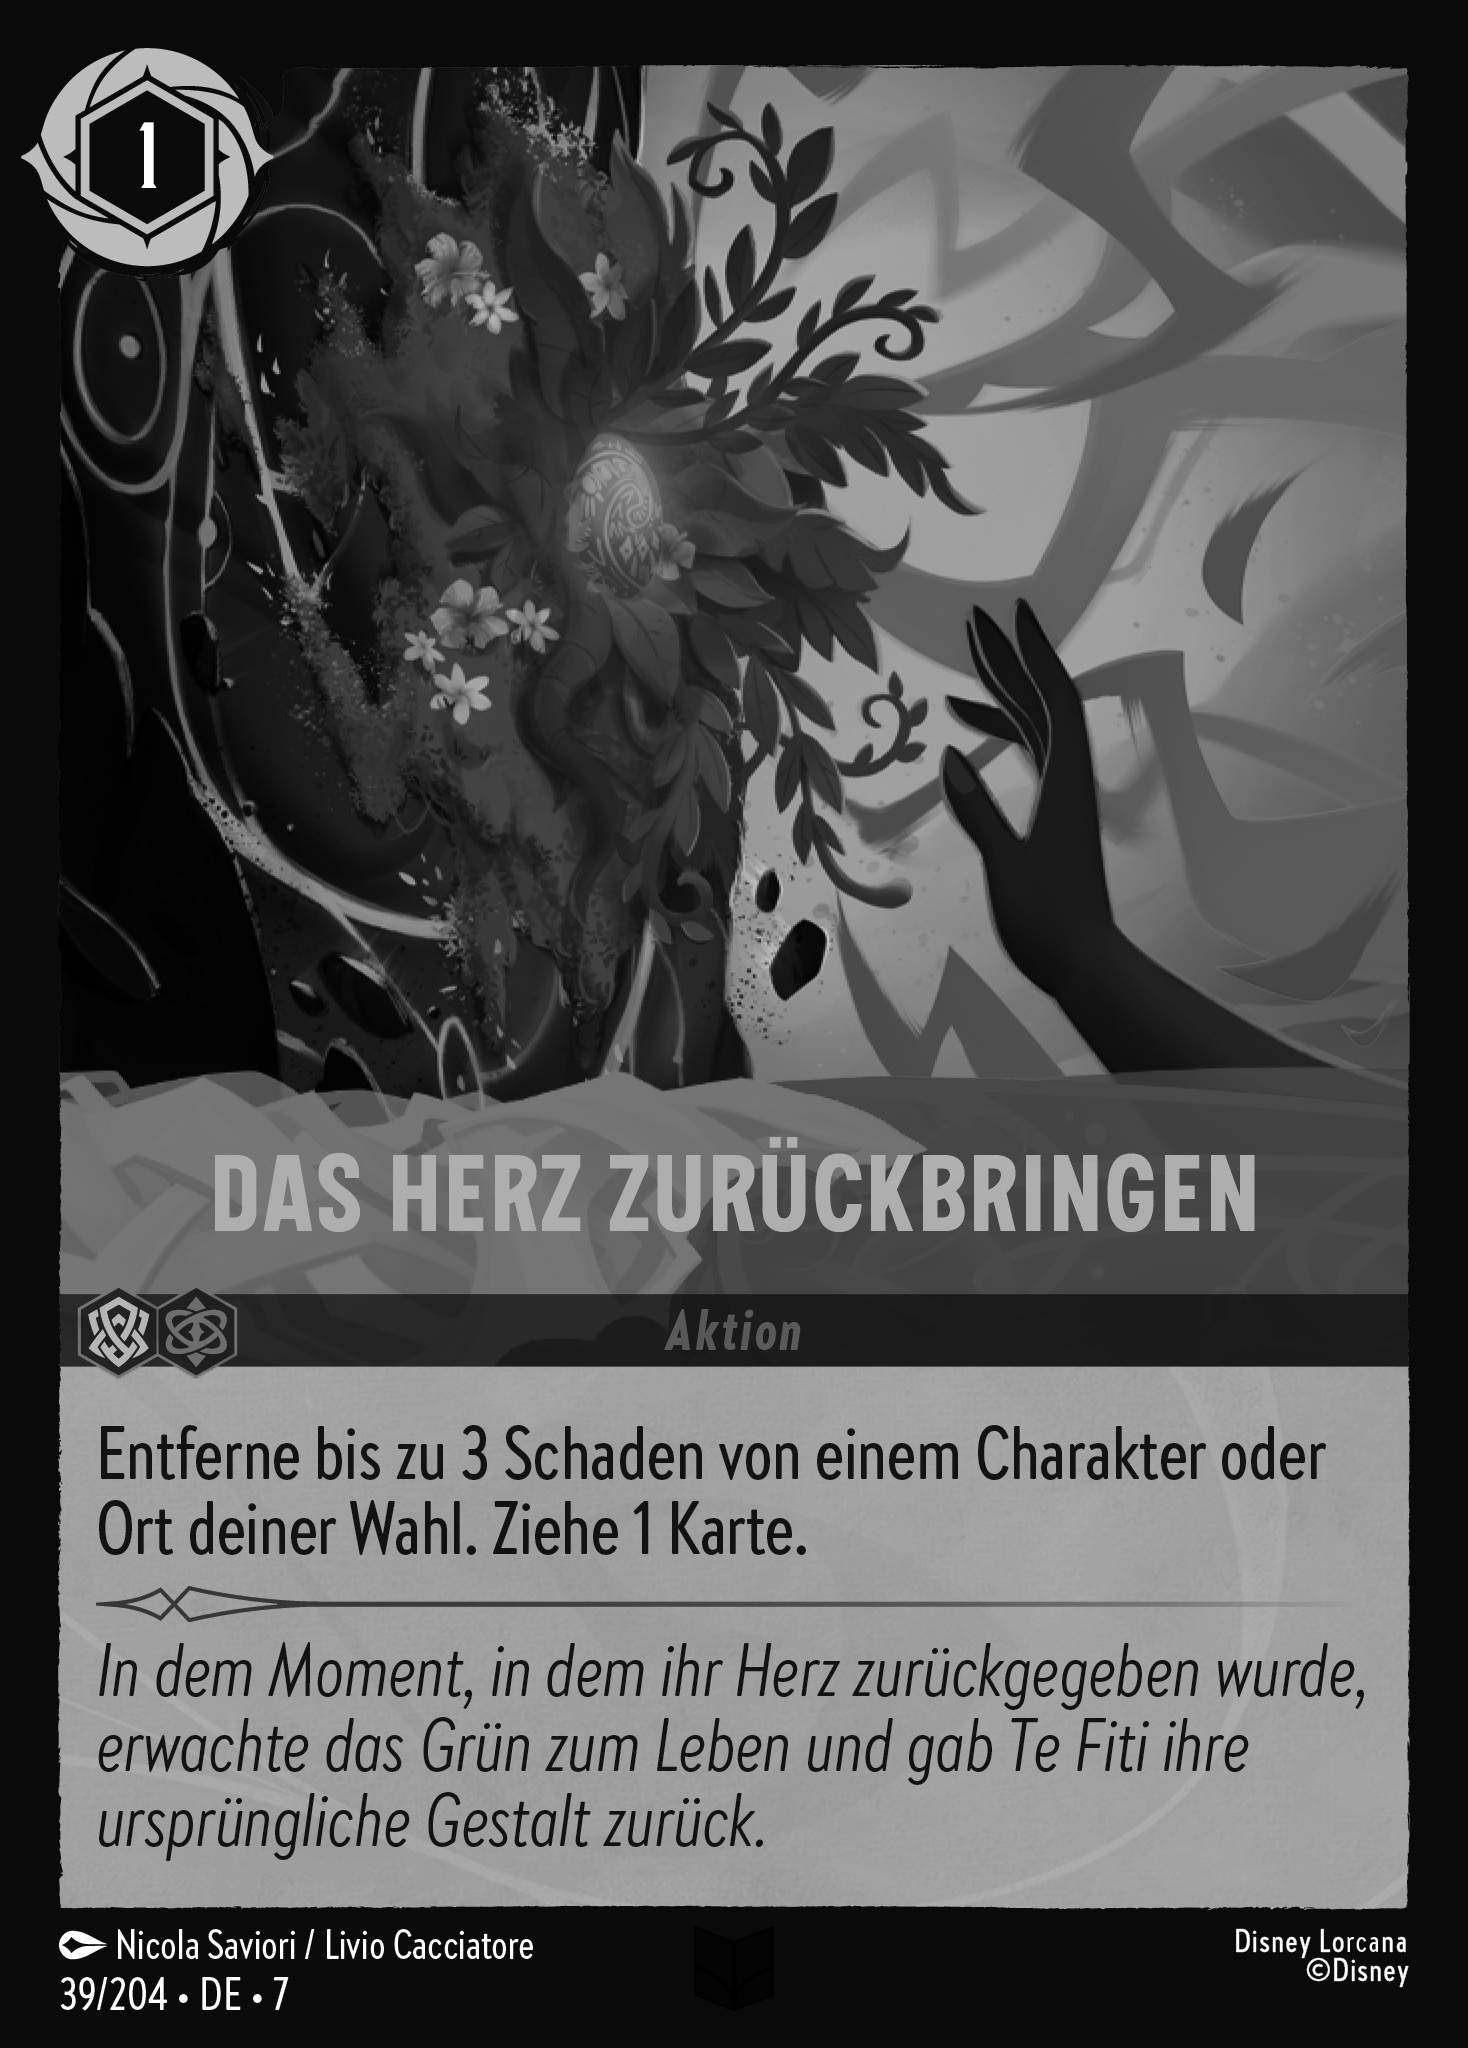 1
DAS HERZ ZURÜCKBRINGEN
Aktion
Entferne bis zu 3 Schaden von einem Charakter oder
Ort deiner Wahl. Ziehe 1 Karte.
In dem Moment, in dem ihr Herz zurückgegeben wurde,
erwachte das Grün zum Leben und gab Te Fiti ihre
ursprüngliche Gestalt zurück.
Nicola Saviori / Livio Cacciatore
39/204 • DE • 7
Disney Lorcana
©Disney